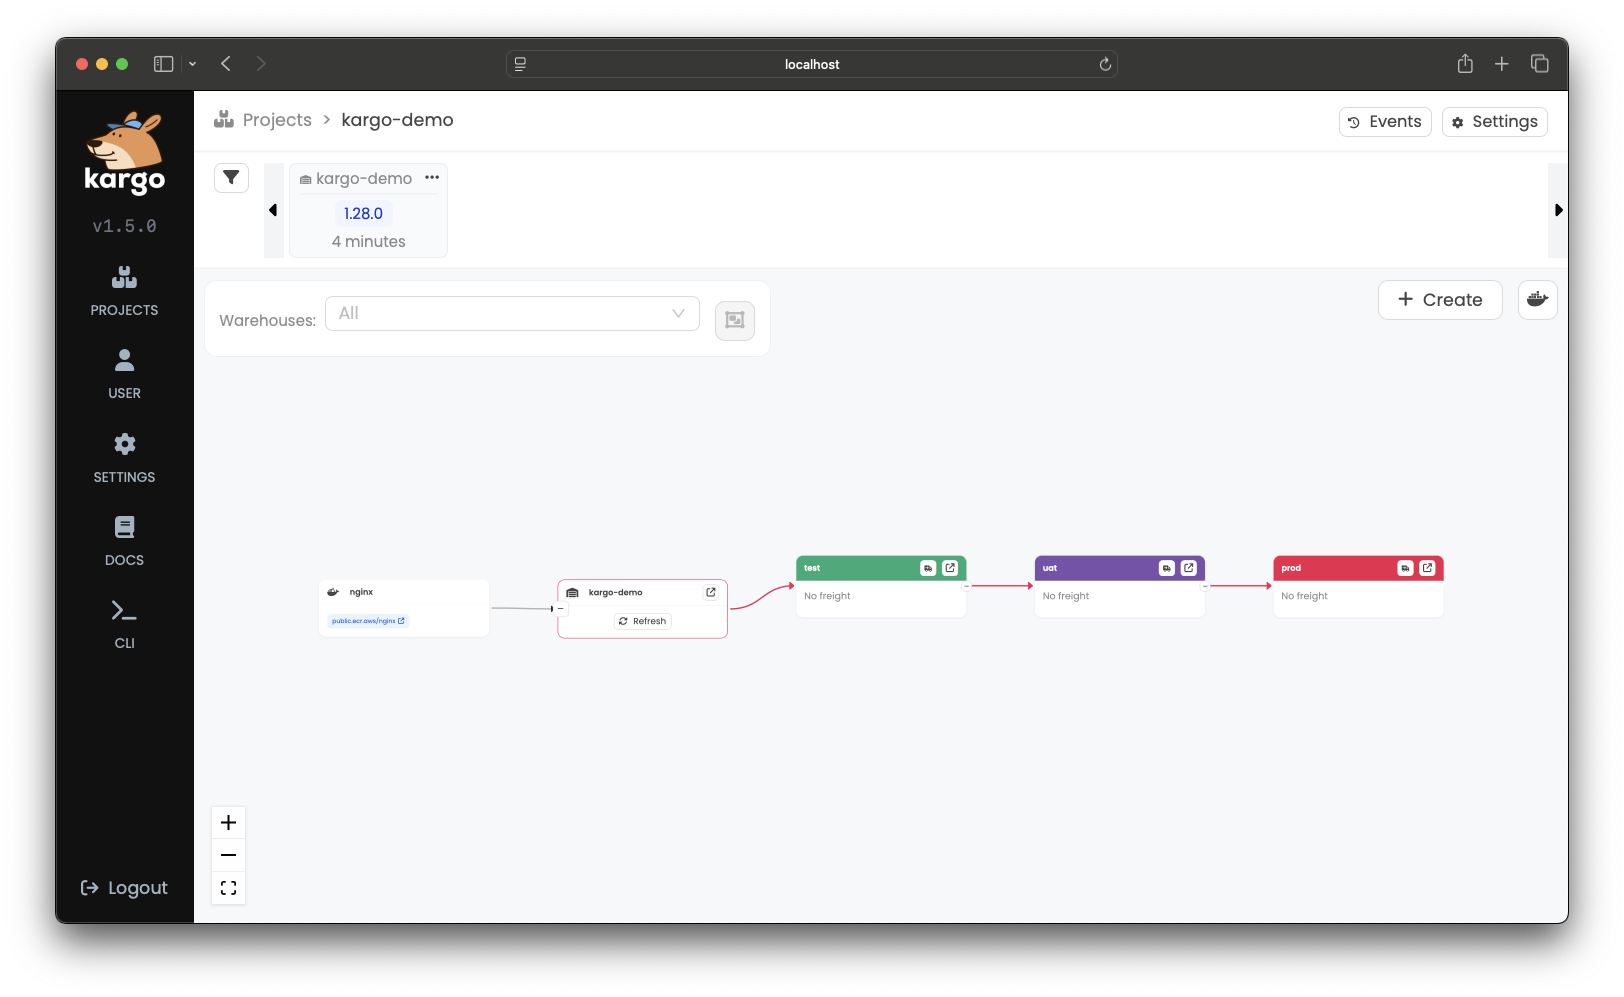 localhost
kargo
v1.5.0
PROJECTS
USER
SETTINGS
DOCS
CLI
Logout
Projects > kargo-demo
Events
Settings
kargo-demo
1.28.0
4 minutes
Warehouses:
All
Create
nginx
public.ecr.aws/nginx
kargo-demo
Refresh
test
No freight
uat
No freight
prod
No freight